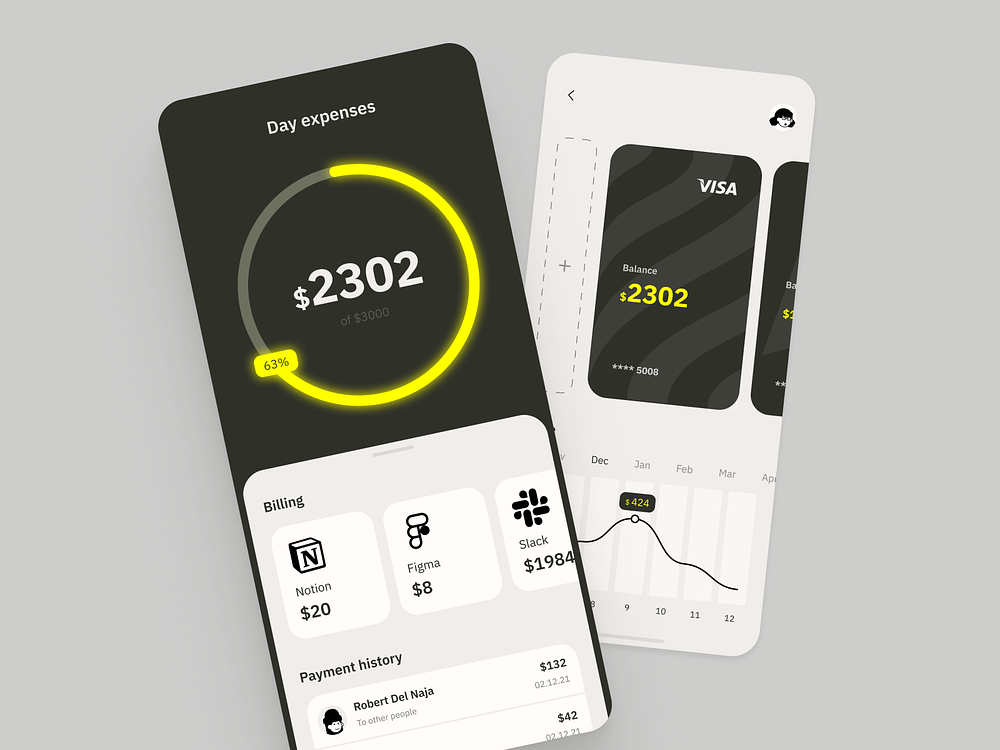 Day expenses
$2302
of $3000
63%
Billing
Notion
$20
Figma
$8
Slack
$1984
Payment history
Robert Del Naja
To other people
$132
02.12.21
$42
02.12.21
VISA
Balance
$2302
**** 5008
Ba
$1
**
Dec
Jan
Feb
Mar
Apr
$424
8
9
10
11
12